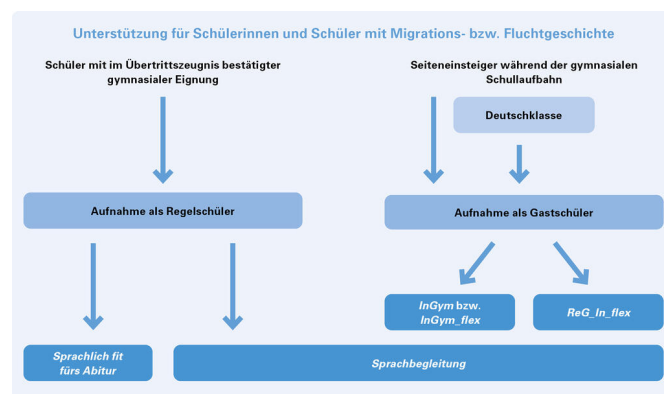 Unterstützung für Schülerinnen und Schüler mit Migrations- bzw. Fluchtgeschichte
Schüler mit im Übertrittszeugnis bestätigter
gymnasialer Eignung
Seiteneinsteiger während der gymnasialen
Schullaufbahn
Deutschklasse
Aufnahme als Regelschüler
Aufnahme als Gastschüler
InGym bzw.
InGym_flex
ReG_In_flex
Sprachlich fit
fürs Abitur
Sprachbegleitung